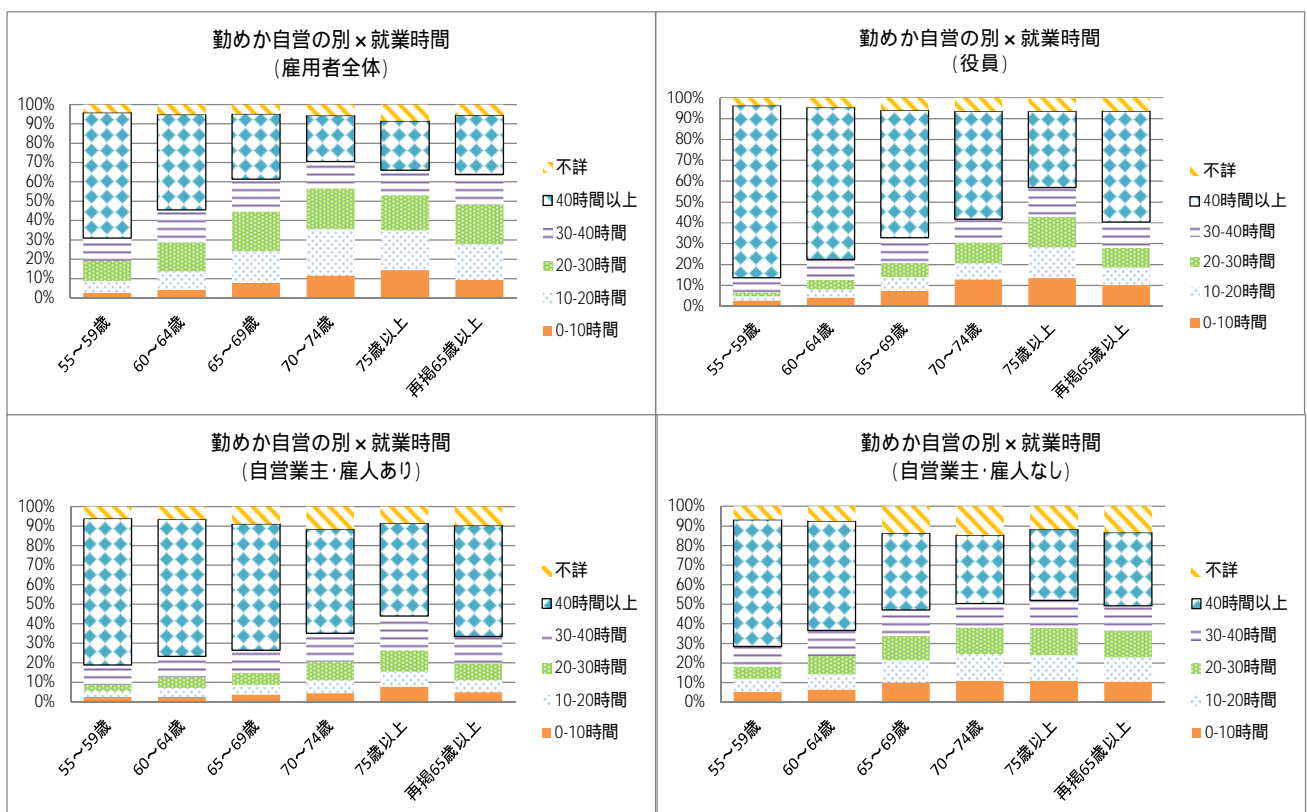 勤めか自営の別×就業時間
(雇用者全体)
100%
90%
80%
70%
60%
50%
40%
30%
20%
10%
0%
55～59歳
60～64歳
65～69歳
70～74歳
75歳以上
再掲65歳以上
不詳
40時間以上
30-40時間
20-30時間
10-20時間
0-10時間
勤めか自営の別×就業時間
(役員)
100%
90%
80%
70%
60%
50%
40%
30%
20%
10%
0%
55～59歳
60～64歳
65～69歳
70～74歳
75歳以上
再掲65歳以上
不詳
40時間以上
30-40時間
20-30時間
10-20時間
0-10時間
勤めか自営の別×就業時間
(自営業主･雇人あり)
100%
90%
80%
70%
60%
50%
40%
30%
20%
10%
0%
55～59歳
60～64歳
65～69歳
70～74歳
75歳以上
再掲65歳以上
不詳
40時間以上
30-40時間
20-30時間
10-20時間
0-10時間
勤めか自営の別×就業時間
(自営業主･雇人なし)
100%
90%
80%
70%
60%
50%
40%
30%
20%
10%
0%
55～59歳
60～64歳
65～69歳
70～74歳
75歳以上
再掲65歳以上
不詳
40時間以上
30-40時間
20-30時間
10-20時間
0-10時間